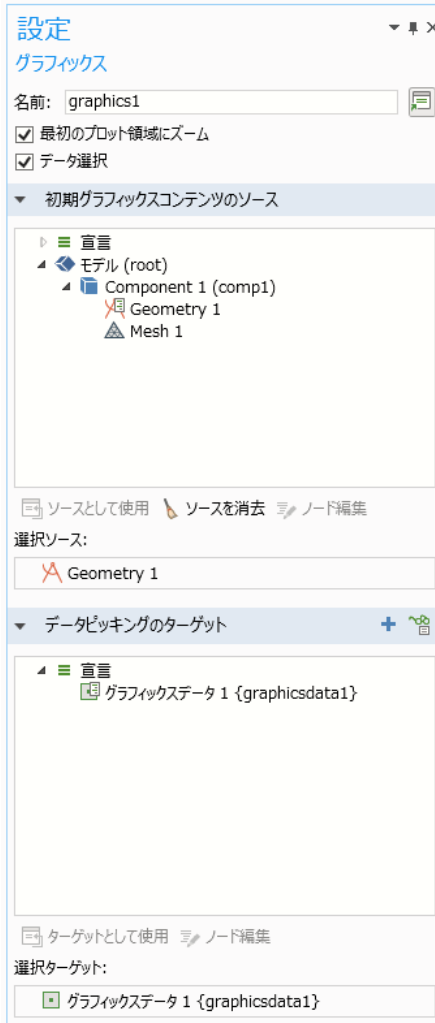 設定
グラフィックス
名前: graphics1
最初のプロット領域にズーム
データ選択
初期グラフィックスコンテンツのソース
宣言
モデル (root)
Component 1 (comp1)
Geometry 1
Mesh 1
ソースとして使用 ソースを消去 ノード編集
選択ソース:
Geometry 1
データピッキングのターゲット
宣言
グラフィックスデータ 1 {graphicsdata1}
ターゲットとして使用 ノード編集
選択ターゲット:
グラフィックスデータ 1 {graphicsdata1}